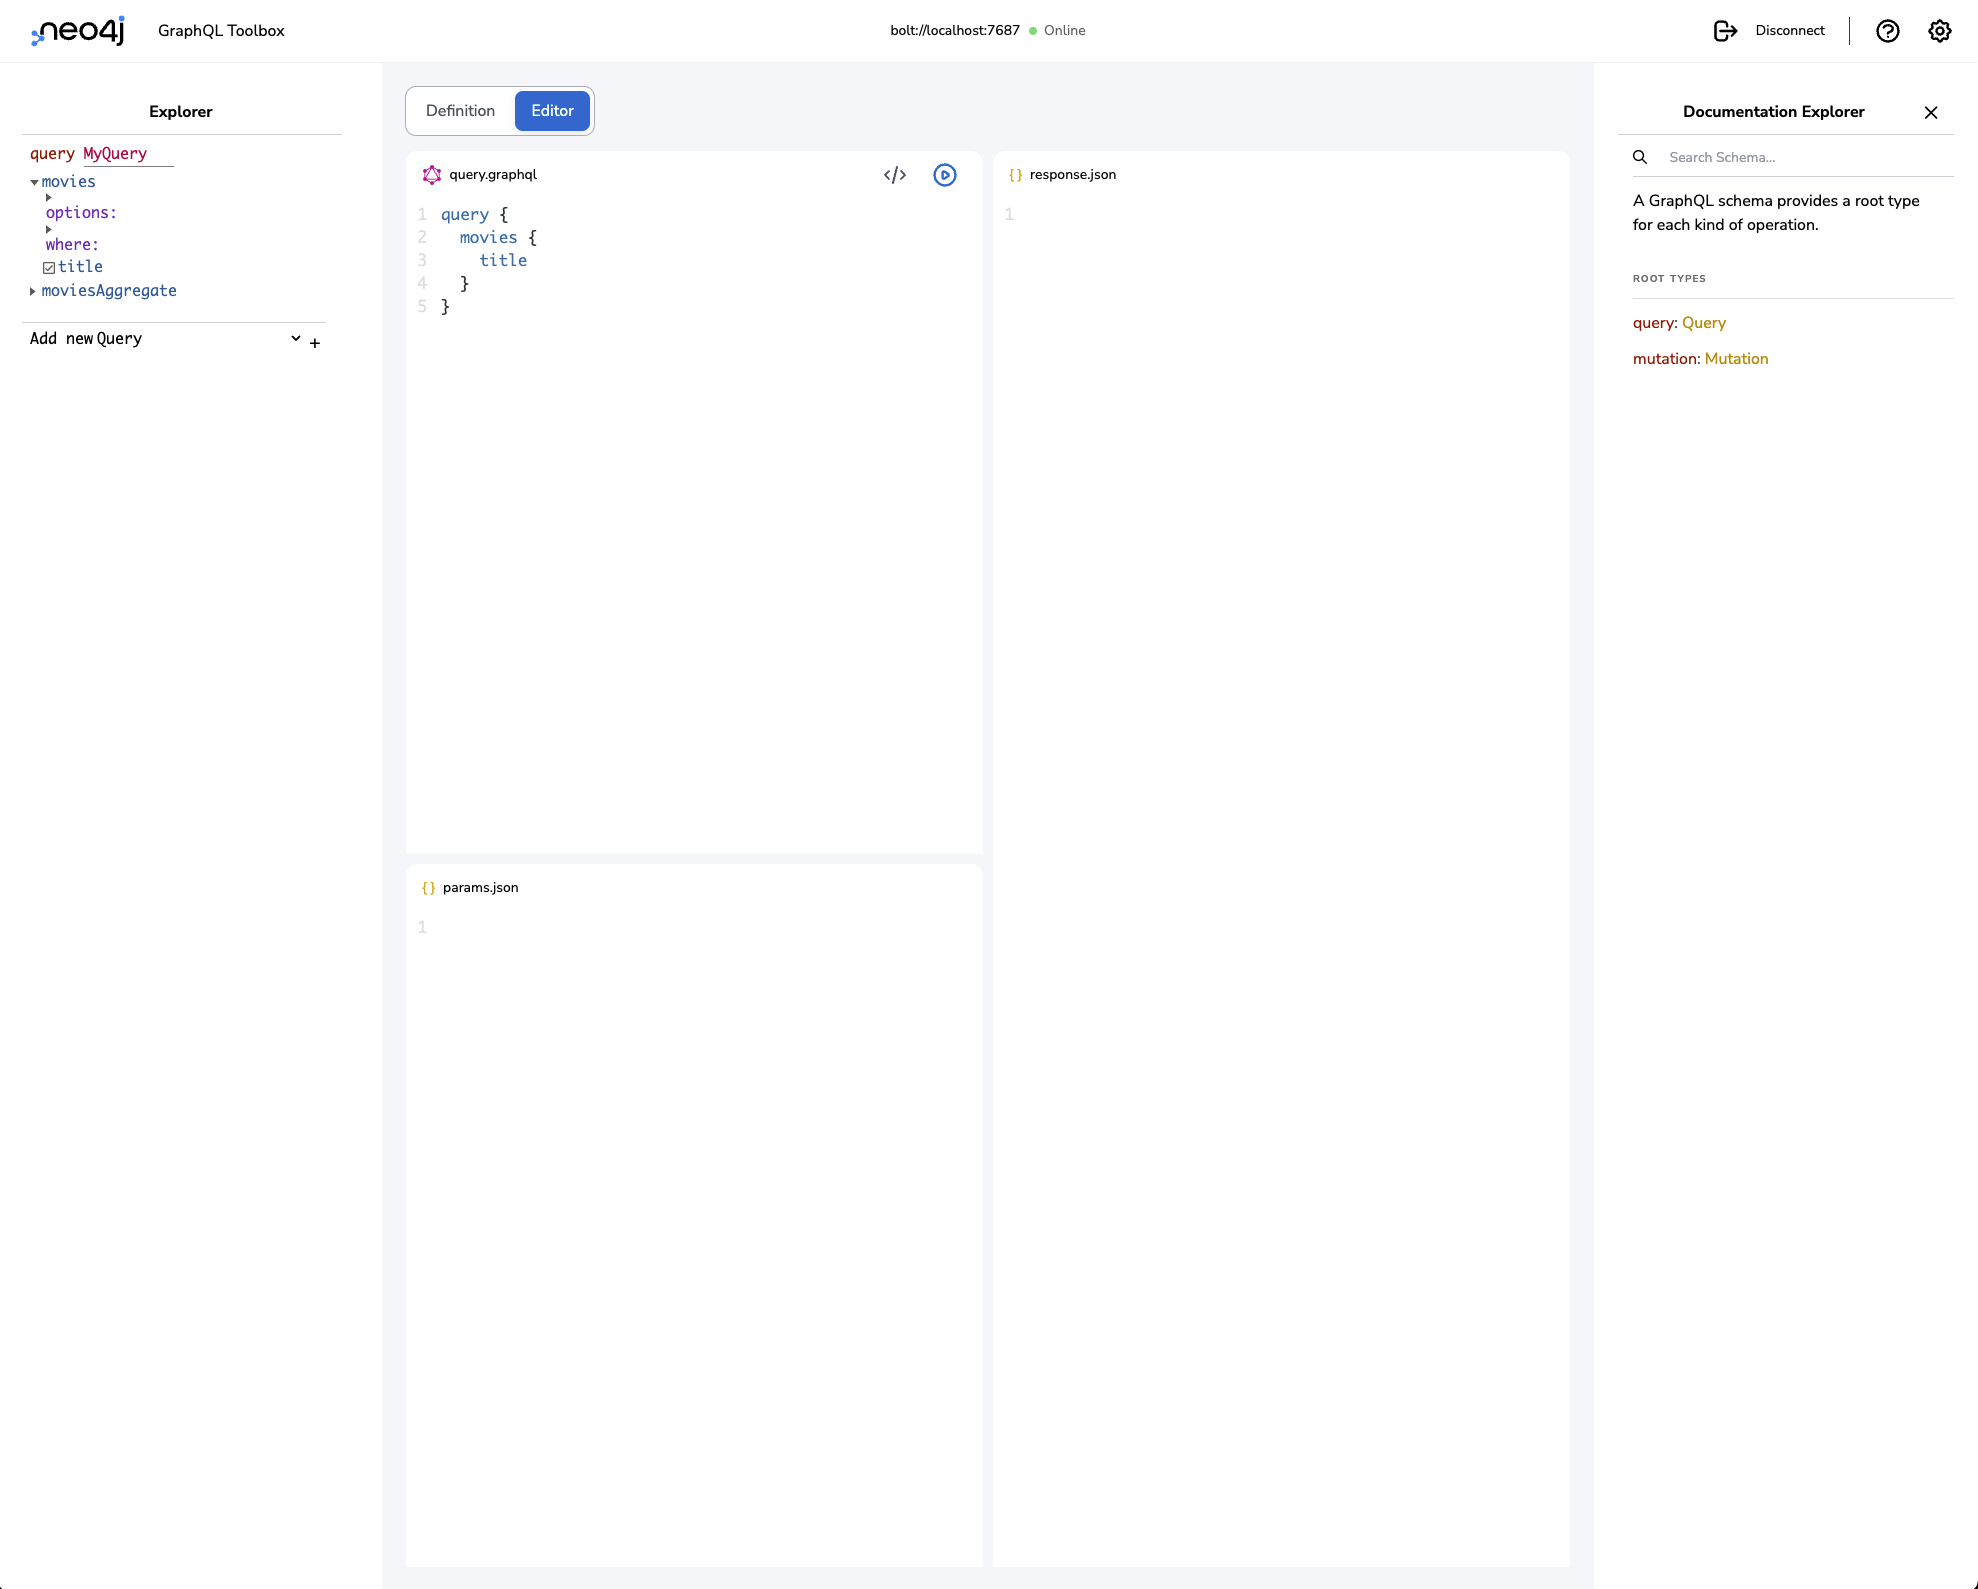 neo4j GraphQL Toolbox
bolt://localhost:7687 Online
Disconnect
Explorer
query MyQuery
movies
options:
where:
title
moviesAggregate
Add new Query +
Definition Editor
query.graphql </>
1 query {
2 movies {
3 title
4 }
5 }
{} params.json
1
{} response.json
1
Documentation Explorer
Search Schema...
A GraphQL schema provides a root type
for each kind of operation.
ROOT TYPES
query: Query
mutation: Mutation